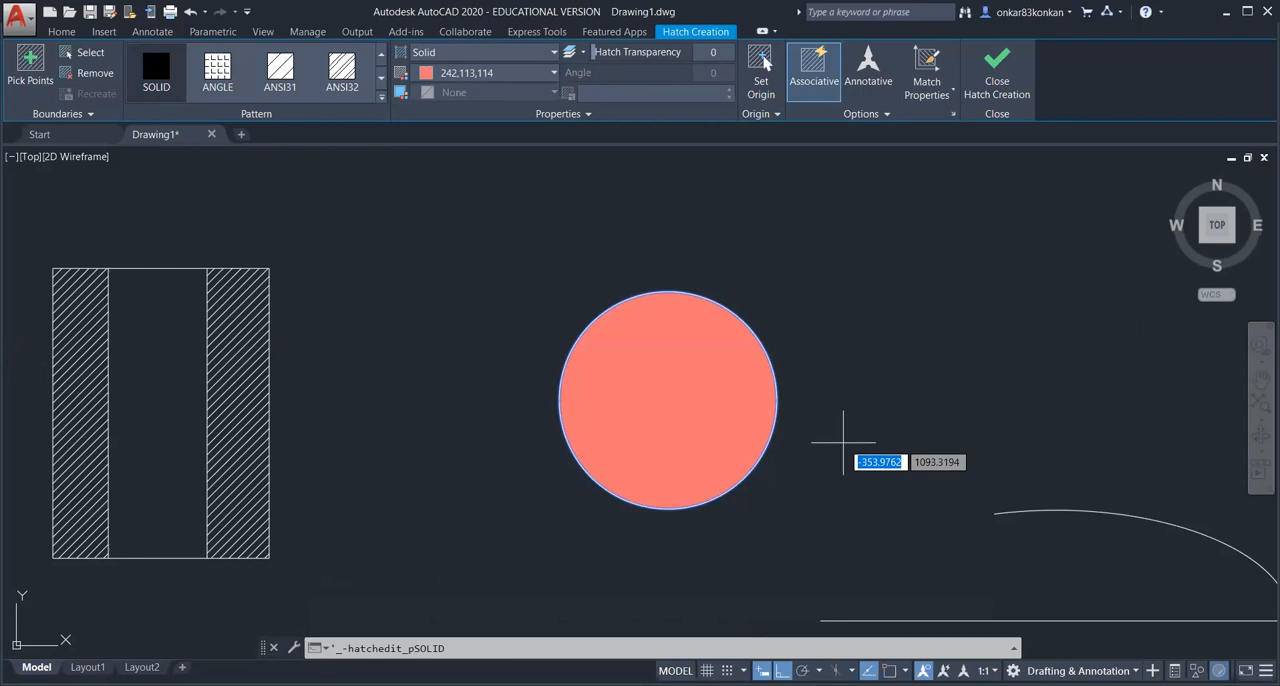 Autodesk AutoCAD 2020 - EDUCATIONAL VERSION Drawing1.dwg
Type a keyword or phrase
onkar83konkan
Home Insert Annotate Parametric View Manage Output Add-ins Collaborate Express Tools Featured Apps Hatch Creation
Pick Points
Select
Remove
Recreate
Boundaries
SOLID
ANGLE
ANSI31
ANSI32
Pattern
Solid
242,113,114
None
Hatch Transparency 0
Angle 0
Properties
Set
Origin
Origin
Associative
Annotative
Match
Properties
Options
Close
Hatch Creation
Close
Start
Drawing1*
[−][Top][2D Wireframe]
N
W
TOP
E
S
WCS
-353.9762
1093.3194
Y
X
'_-hatchedit_pSOLID
Model Layout1 Layout2
MODEL
1:1
Drafting & Annotation